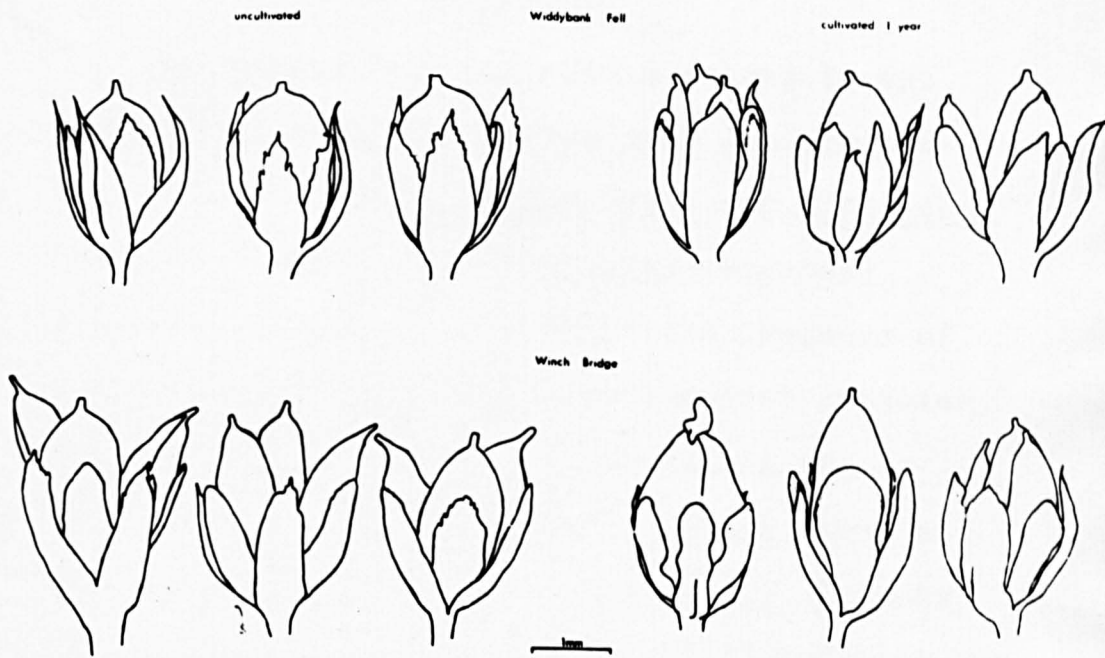 uncultivated
Widdybank Fell
cultivated 1 year
Winch Bridge
1mm